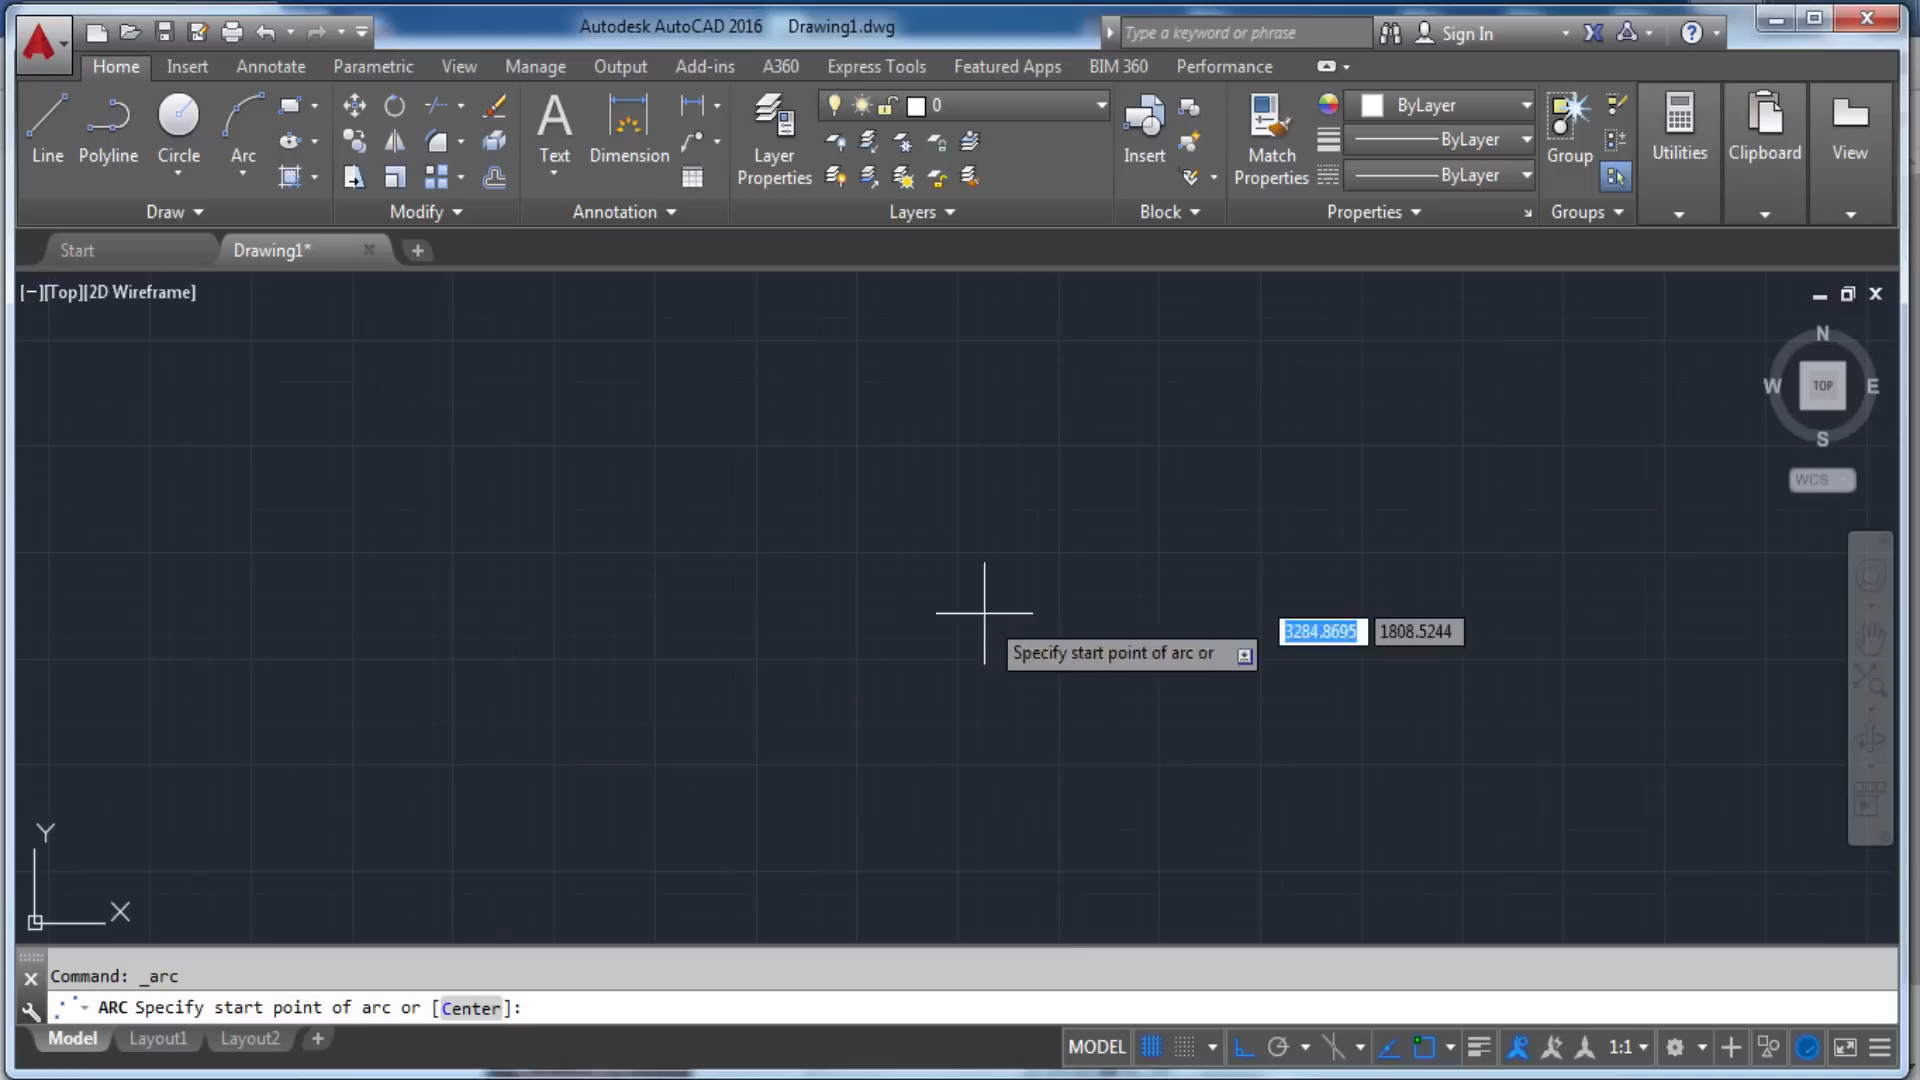 Autodesk AutoCAD 2016 Drawing1.dwg
Type a keyword or phrase
Sign In
Home Insert Annotate Parametric View Manage Output Add-ins A360 Express Tools Featured Apps BIM 360 Performance
0
ByLayer
ByLayer
ByLayer
Line Polyline Circle Arc
Text Dimension
Layer Properties
Insert
Match Properties
Group
Utilities Clipboard View
Draw Modify Annotation Layers Block Properties Groups
Start Drawing1*
[−][Top][2D Wireframe]
N
W TOP E
S
WCS
3284.8695 1808.5244
Specify start point of arc or
Y
X
Command: _arc
ARC Specify start point of arc or [Center]:
Model Layout1 Layout2
MODEL 1:1